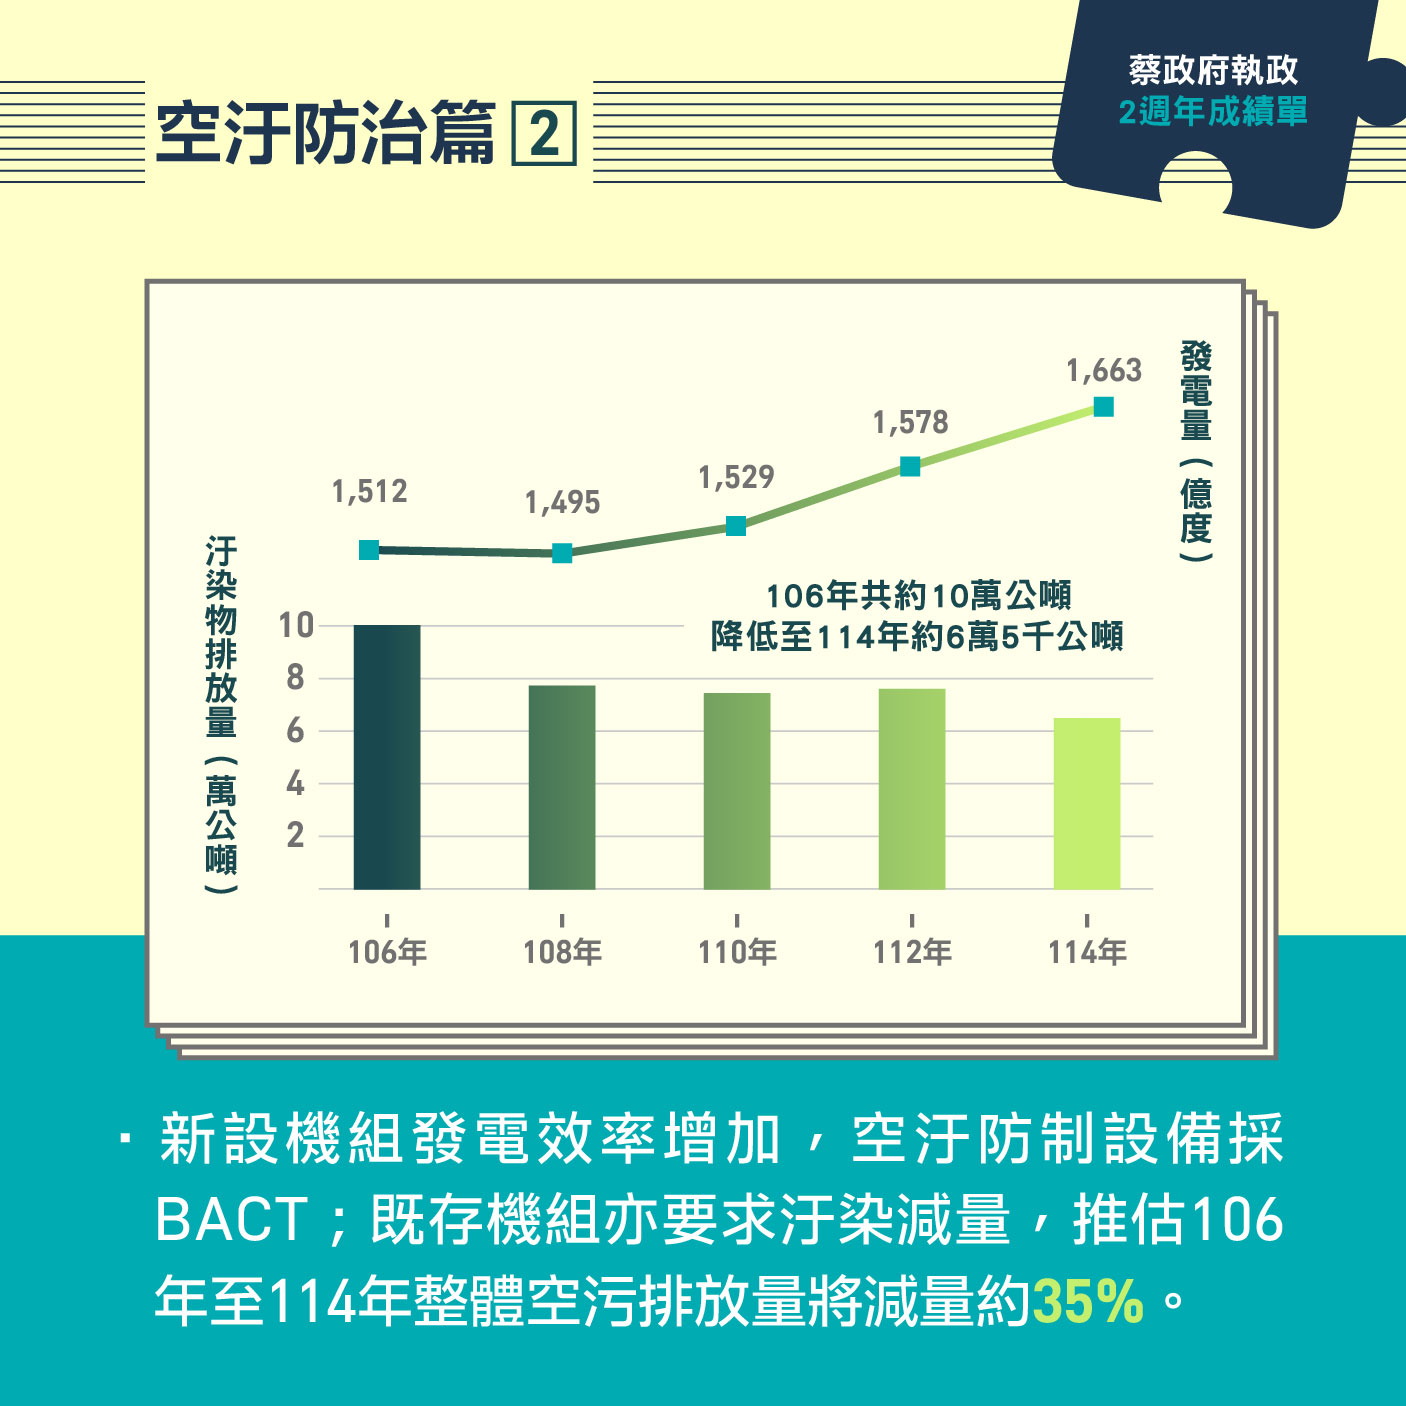 蔡政府執政
2週年成績單
空汙防治篇 2
發電量（億度）
1,512
1,495
1,529
1,578
1,663
汙染物排放量（萬公噸）
106年共約10萬公噸
降低至114年約6萬5千公噸
10
8
6
4
2
106年
108年
110年
112年
114年
·新設機組發電效率增加，空汙防制設備採
BACT；既存機組亦要求汙染減量，推估106
年至114年整體空污排放量將減量約35%。